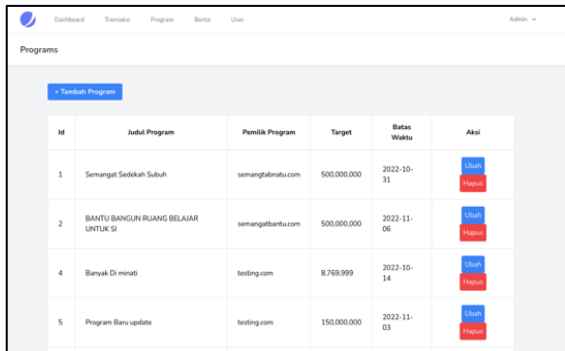 Dashboard Transaksi Program Berita User Admin
Programs
+ Tambah Program
Id Judul Program Pemilik Program Target Batas Waktu Aksi
1 Semangat Sedekah Subuh semangtabnatu.com 500,000,000 2022-10-31 Ubah Hapus
2 BANTU BANGUN RUANG BELAJAR UNTUK SI semangatbantu.com 500,000,000 2022-11-06 Ubah Hapus
4 Banyak Di minati testing.com 8,769,999 2022-10-14 Ubah Hapus
5 Program Baru update testing.com 150,000,000 2022-11-03 Ubah Hapus